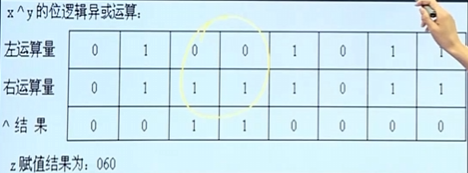 x^y的位逻辑异或运算：
左运算量 0 1 0 0 1 0 1 1
右运算量 0 1 1 1 1 0 1 1
^ 结 果 0 0 1 1 0 0 0 0
z赋值结果为：060